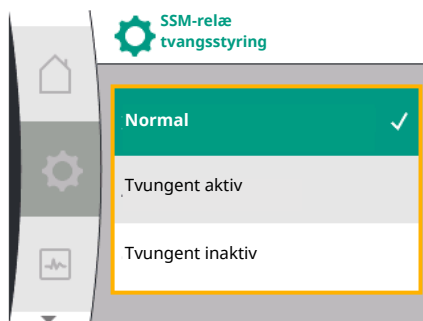 SSM-relæ
tvangsstyring
Normal
Tvungent aktiv
Tvungent inaktiv